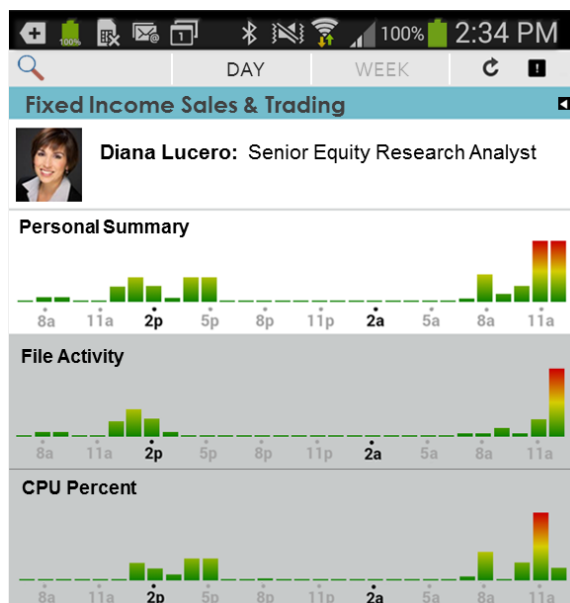 100%
1
100%
2:34 PM
DAY WEEK
Fixed Income Sales & Trading
Diana Lucero: Senior Equity Research Analyst
Personal Summary
8a 11a 2p 5p 8p 11p 2a 5a 8a 11a
File Activity
8a 11a 2p 5p 8p 11p 2a 5a 8a 11a
CPU Percent
8a 11a 2p 5p 8p 11p 2a 5a 8a 11a